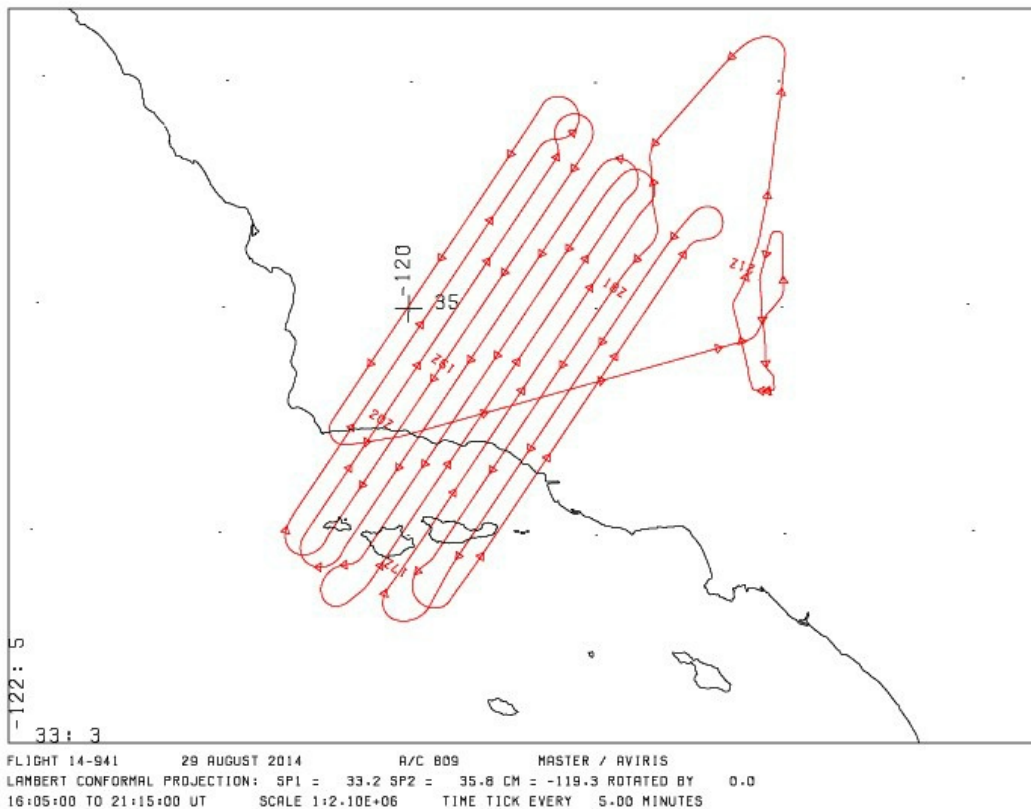 -120
35
21Z
18Z
19Z
20Z
17Z
-122: 5
33: 3
FLIGHT 14-941 29 AUGUST 2014 A/C 809 MASTER / AVIRIS
LAMBERT CONFORMAL PROJECTION: SP1 = 33.2 SP2 = 35.8 CM = -119.3 ROTATED BY 0.0
16:05:00 TO 21:15:00 UT SCALE 1:2.10E+06 TIME TICK EVERY 5.00 MINUTES